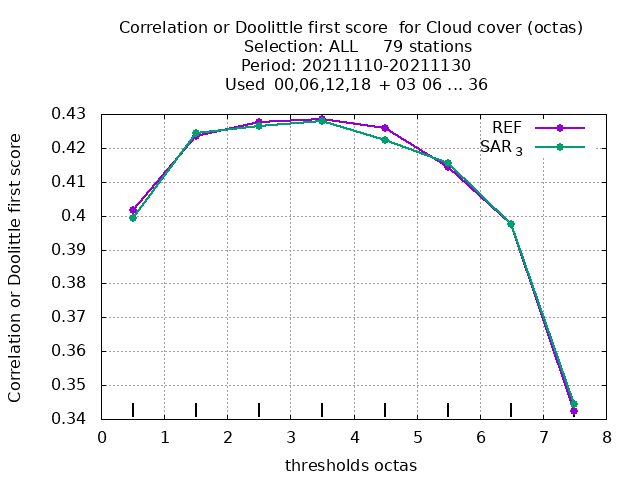 Correlation or Doolittle first score  for Cloud cover (octas)
Selection: ALL     79 stations
Period: 20211110-20211130
Used  00,06,12,18 + 03 06 ... 36
Correlation or Doolittle first score
0.43
0.42
0.41
0.4
0.39
0.38
0.37
0.36
0.35
0.34
REF
SAR 3
0 1 2 3 4 5 6 7 8
thresholds octas